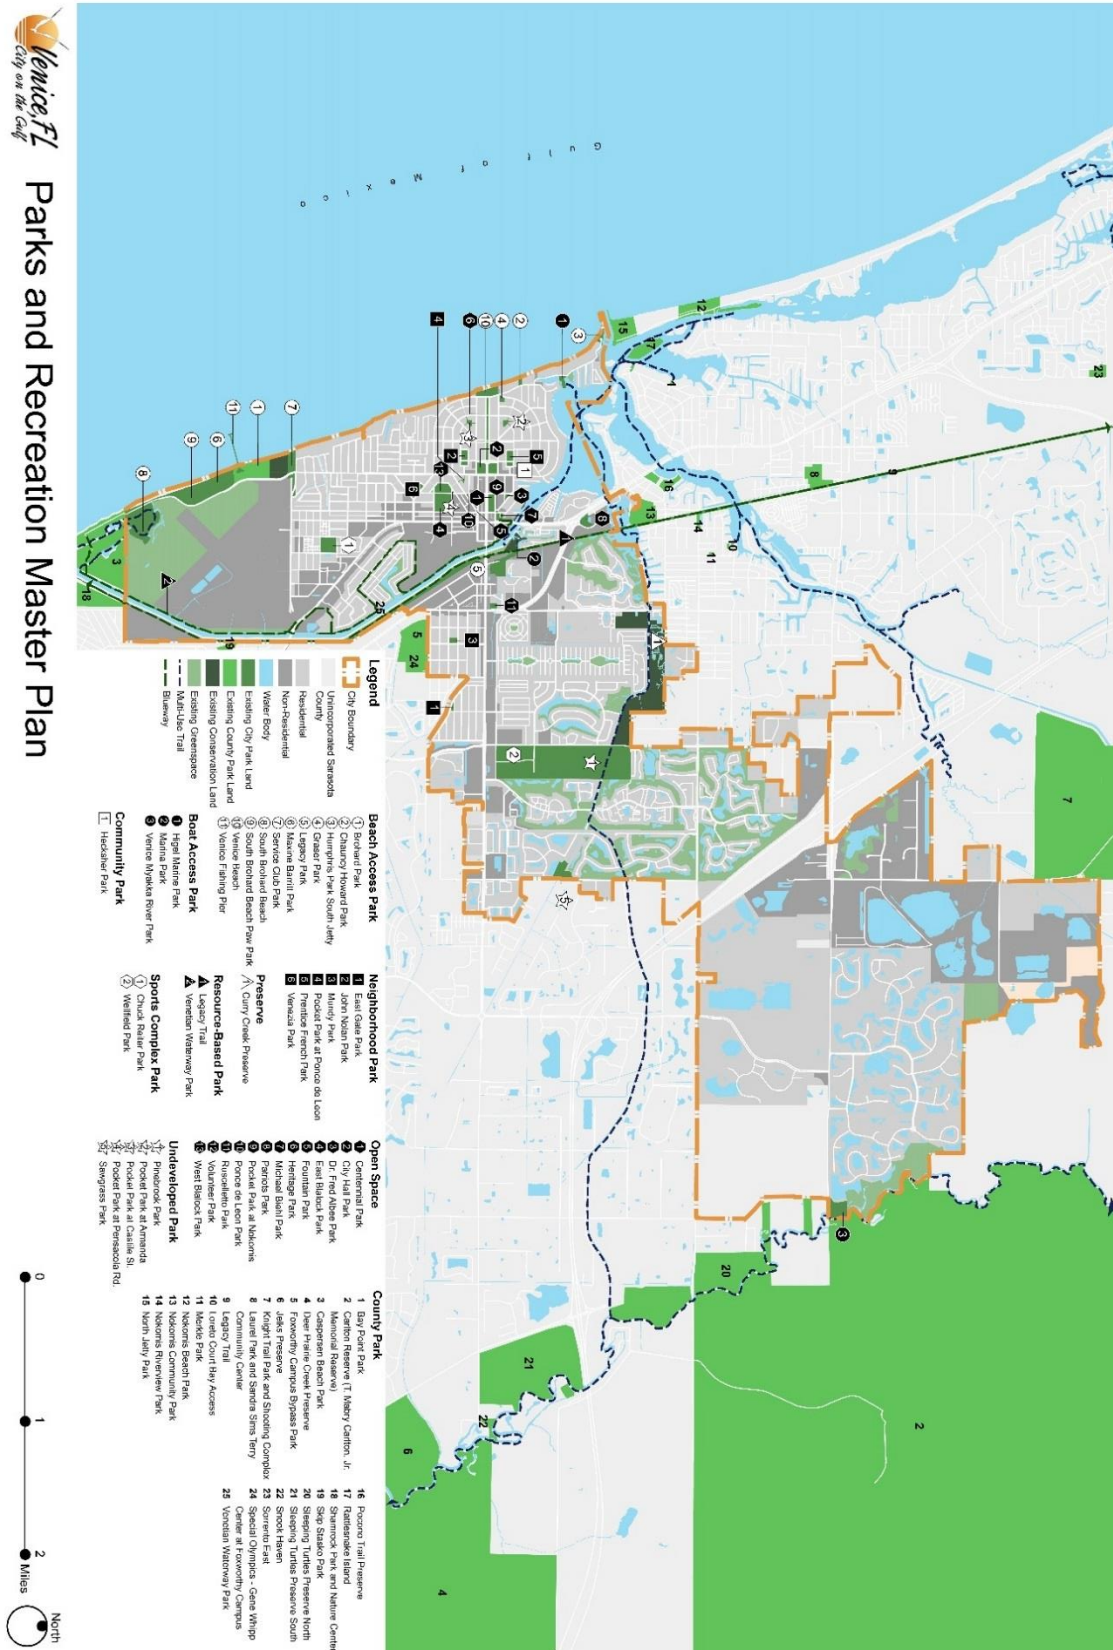 Venice, FL
City on the Gulf
Parks and Recreation Master Plan
Gulf of Mexico
Legend
City Boundary
Unincorporated Sarasota
County
Residential
Non-Residential
Water Body
Existing City Park Land
Existing County Park Land
Existing Conservation Land
Existing Greenspace
Multi-Use Trail
Blueway
Beach Access Park
1 Brohard Park
2 Chauncy Howard Park
3 Humphris Park South Jetty
4 Graser Park
5 Legacy Park
6 Maxine Barritt Park
7 Service Club Park
8 South Brohard Beach
9 South Brohard Beach Paw Park
10 Venice Beach
11 Venice Fishing Pier
Boat Access Park
1 Higel Marine Park
2 Marina Park
3 Venice Myakka River Park
Community Park
1 Hecksher Park
Neighborhood Park
1 East Gate Park
2 John Nolan Park
3 Mundy Park
4 Pocket Park at Ponce de Leon
5 Prentice French Park
6 Venezia Park
Preserve
1 Curry Creek Preserve
Resource-Based Park
1 Legacy Trail
2 Venetian Waterway Park
Sports Complex Park
1 Chuck Reiter Park
2 Wellfield Park
Open Space
1 Centennial Park
2 City Hall Park
3 Dr. Fred Albee Park
4 East Blalock Park
5 Fountain Park
6 Heritage Park
7 Michael Biehl Park
8 Patriots Park
9 Pocket Park at Nokomis
10 Ponce de Leon Park
11 Ruscelletto Park
12 Volunteer Park
13 West Blalock Park
Undeveloped Park
1 Pinebrook Park
2 Pocket Park at Armanda
3 Pocket Park at Castile St.
4 Pocket Park at Pensacola Rd.
5 Sawgrass Park
County Park
1 Bay Point Park
2 Carlton Reserve (T. Mabry Carlton, Jr.
Memorial Reserve)
3 Caspersen Beach Park
4 Deer Prairie Creek Preserve
5 Foxworthy Campus Bypass Park
6 Jelks Preserve
7 Knight Trail Park and Shooting Complex
8 Laurel Park and Sandra Sims Terry
Community Center
9 Legacy Trail
10 Loreto Court Bay Access
11 Merkle Park
12 Nokomis Beach Park
13 Nokomis Community Park
14 Nokomis Riverview Park
15 North Jetty Park
16 Pocono Trail Preserve
17 Rattlesnake Island
18 Shamrock Park and Nature Center
19 Skip Stasko Park
20 Sleeping Turtles Preserve North
21 Sleeping Turtles Preserve South
22 Snook Haven
23 Sorrento East
24 Special Olympics - Gene Whipp
Center at Foxworthy Campus
25 Venetian Waterway Park
0 1 2 Miles
North